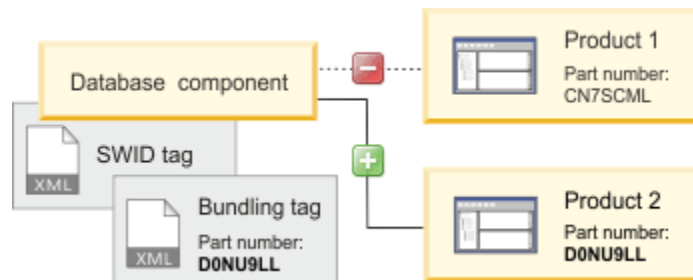 Database component
SWID tag
XML
Bundling tag
Part number:
D0NU9LL
XML
Product 1
Part number:
CN7SCML
Product 2
Part number:
D0NU9LL